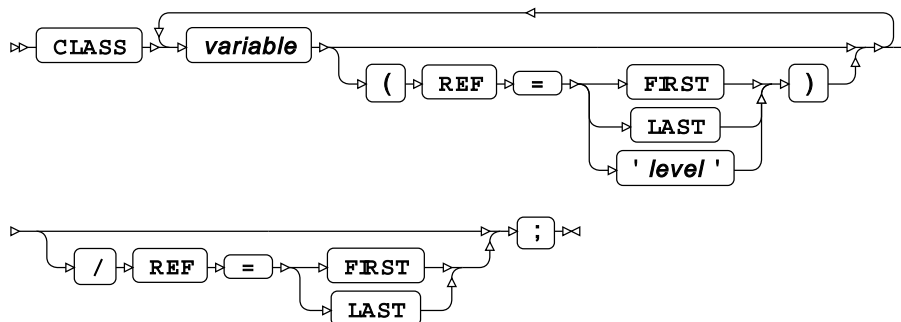 CLASS variable
( REF = FIRST )
LAST
' level '
;
/ REF = FIRST
LAST